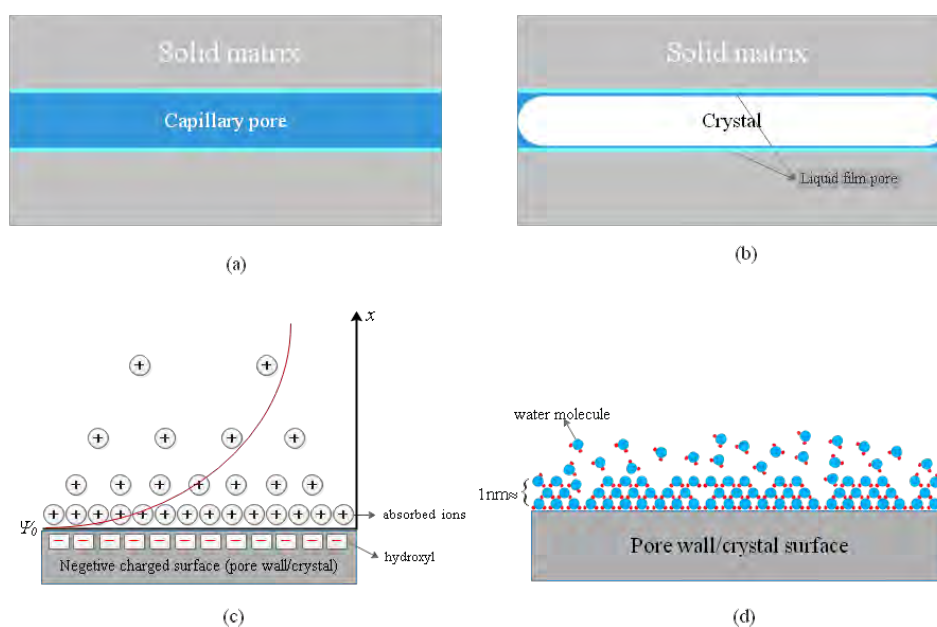 Solid matrix
Capillary pore
(a)
Solid matrix
Crystal
Liquid film pore
(b)
x
absorbed ions
Ψ0
hydroxyl
Negetive charged surface (pore wall/crystal)
(c)
water molecule
1nm≈
Pore wall/crystal surface
(d)